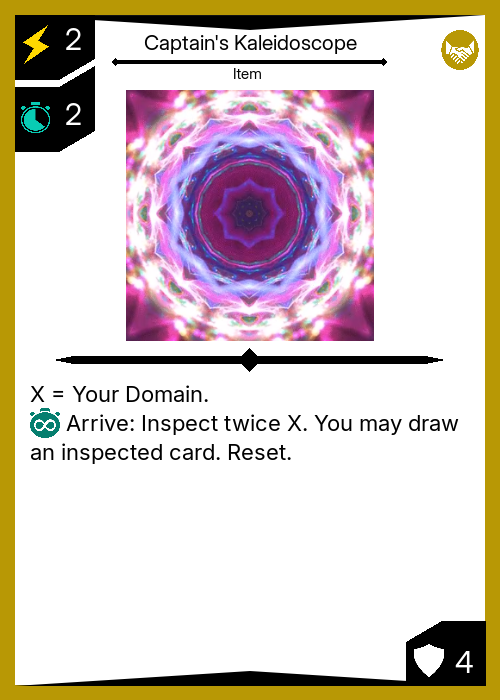 2
Captain's Kaleidoscope
Item
2
X = Your Domain.
Arrive: Inspect twice X. You may draw
an inspected card. Reset.
4